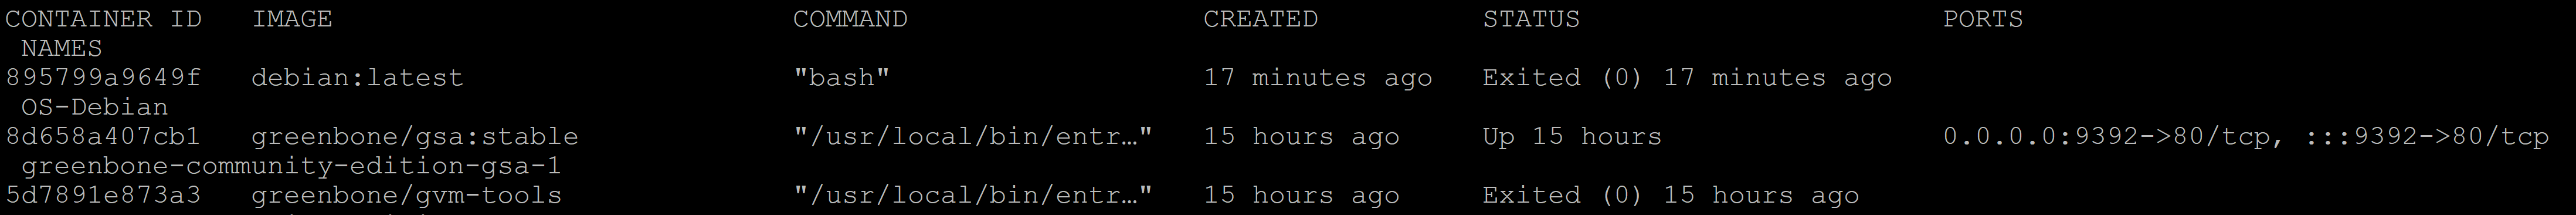 CONTAINER ID IMAGE COMMAND CREATED STATUS PORTS
NAMES
895799a9649f debian:latest "bash" 17 minutes ago Exited (0) 17 minutes ago
OS-Debian
8d658a407cb1 greenbone/gsa:stable "/usr/local/bin/entr…" 15 hours ago Up 15 hours 0.0.0.0:9392->80/tcp, :::9392->80/tcp
greenbone-community-edition-gsa-1
5d7891e873a3 greenbone/gvm-tools "/usr/local/bin/entr…" 15 hours ago Exited (0) 15 hours ago